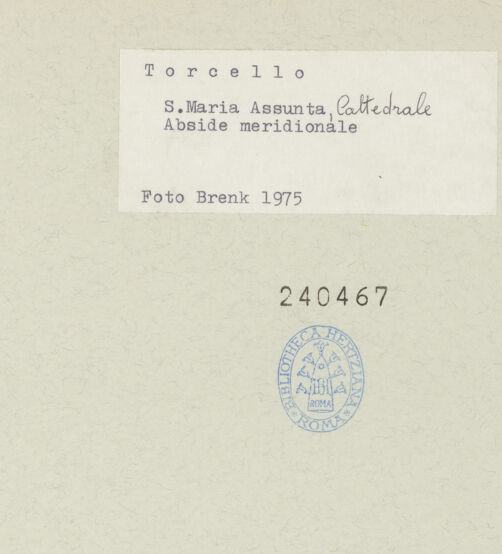 Torcello
S.Maria Assunta, Cattedrale
Abside meridionale
Foto Brenk 1975
240467
BIBLIOTHECA HERTZIANA
ROMA
ROMA